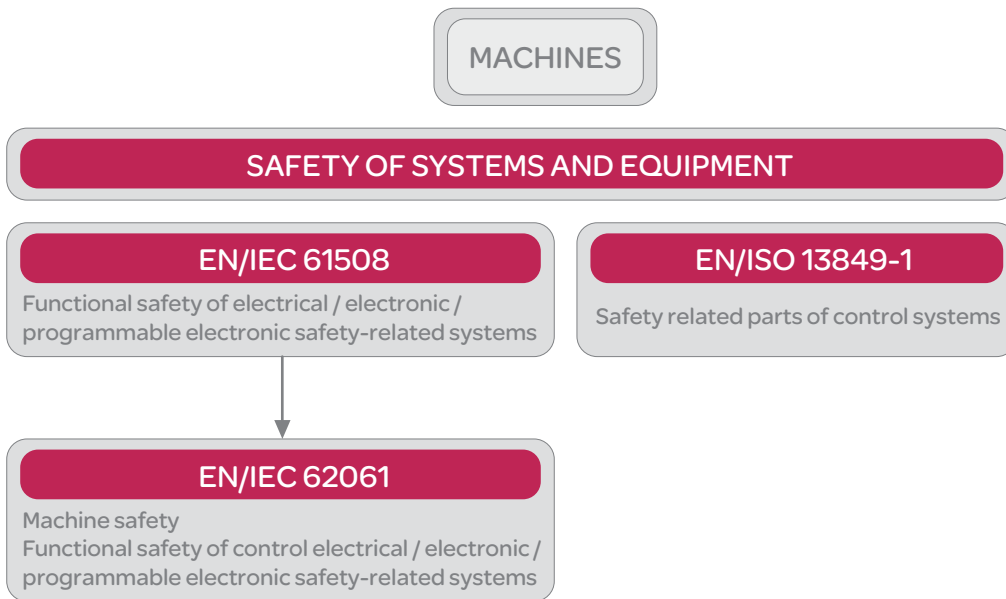 MACHINES
SAFETY OF SYSTEMS AND EQUIPMENT
EN/IEC 61508
Functional safety of electrical / electronic /
programmable electronic safety-related systems
EN/ISO 13849-1
Safety related parts of control systems
EN/IEC 62061
Machine safety
Functional safety of control electrical / electronic /
programmable electronic safety-related systems